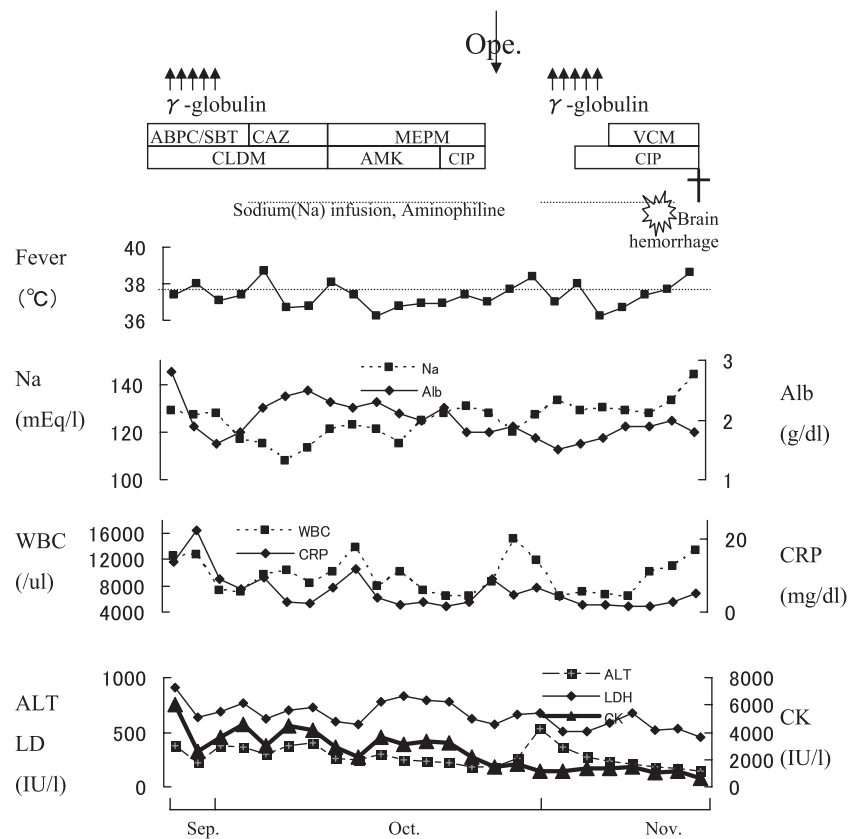 Ope.
γ-globulin γ-globulin
ABPC/SBT CAZ MEPM VCM
CLDM AMK CIP CIP
Sodium(Na) infusion, Aminophiline
Brain
hemorrhage
Fever
(℃)
40
38
36
Na
(mEq/l)
140
120
100
Na
Alb
3
2
1
Alb
(g/dl)
WBC
(/ul)
16000
12000
8000
4000
WBC
CRP
20
0
CRP
(mg/dl)
ALT
LD
(IU/l)
1000
500
0
ALT
LDH
CK
8000
6000
4000
2000
0
CK
(IU/l)
Sep. Oct. Nov.